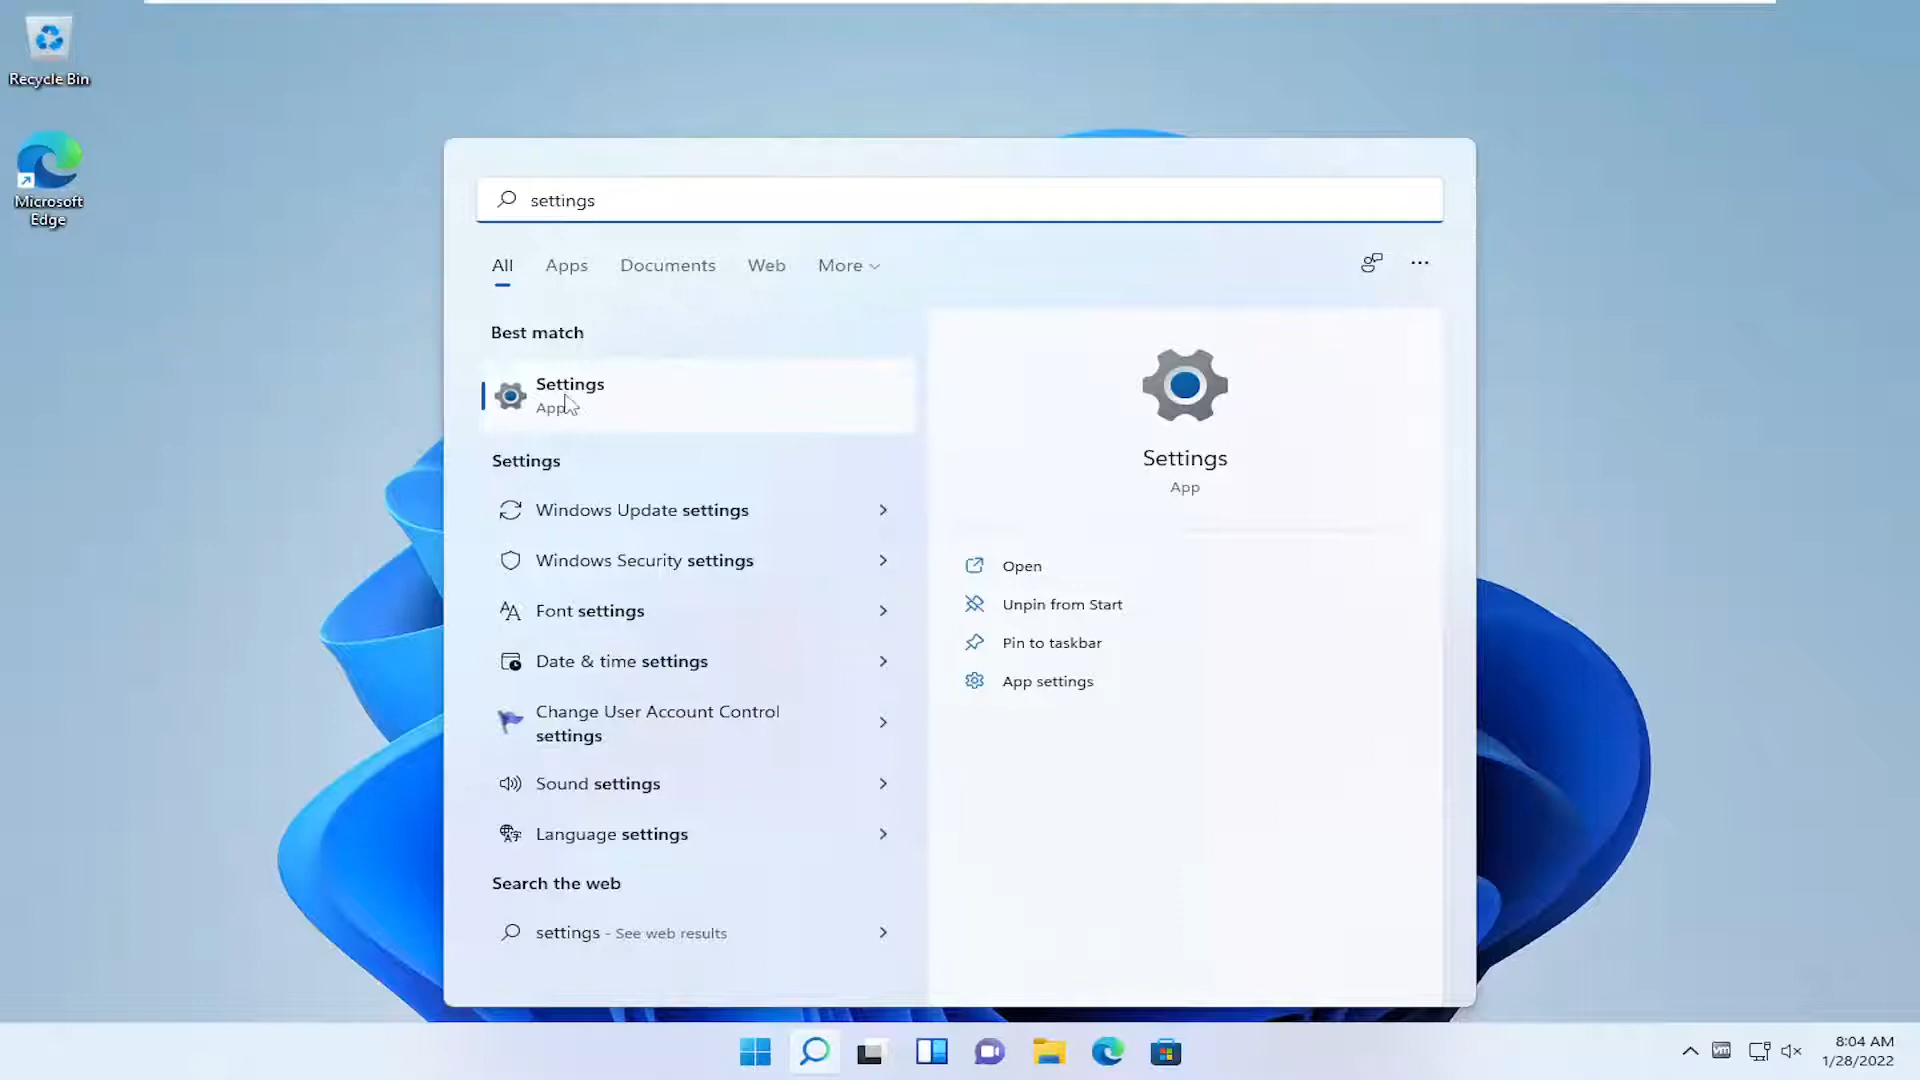 Recycle Bin
Microsoft
Edge
settings
All
Apps
Documents
Web
More
Best match
Settings
App
Settings
Windows Update settings
Windows Security settings
Font settings
Date & time settings
Change User Account Control
settings
Sound settings
Language settings
Search the web
settings - See web results
Settings
App
Open
Unpin from Start
Pin to taskbar
App settings
vm
8:04 AM
1/28/2022